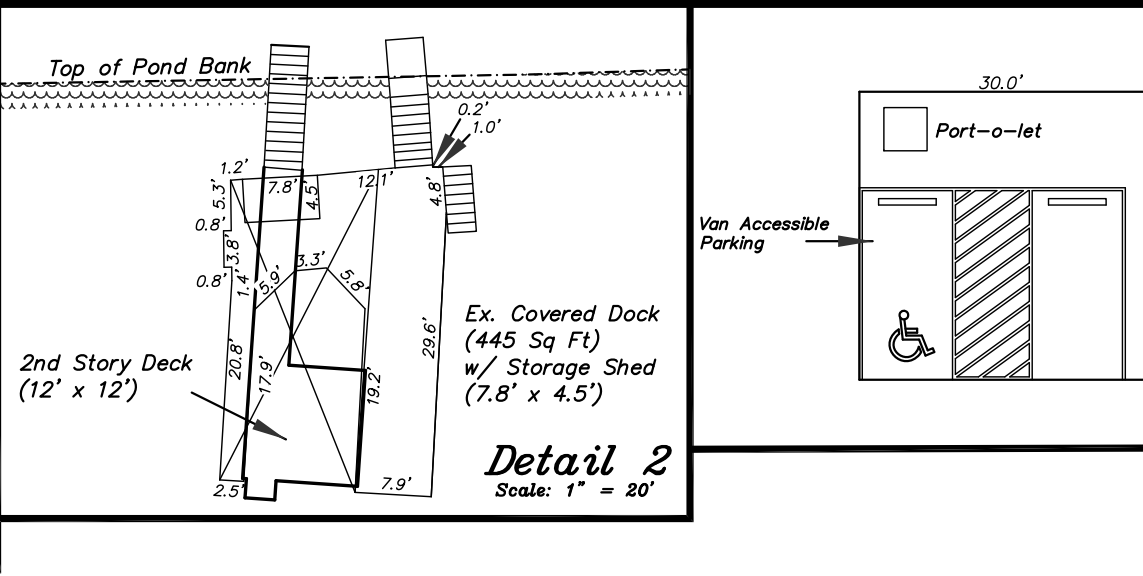 Top of Pond Bank
0.2'
1.0'
1.2'
7.8'
4.5'
12.1'
5.3'
4.8'
0.8'
3.8'
3.3'
0.8'
1.4'
5.9'
5.8'
Ex. Covered Dock
(445 Sq Ft)
w/ Storage Shed
(7.8' x 4.5')
29.6'
20.8'
17.9'
19.2'
2nd Story Deck
(12' x 12')
2.5'
7.9'
Detail 2
Scale: 1" = 20'
30.0'
Port-o-let
Van Accessible
Parking